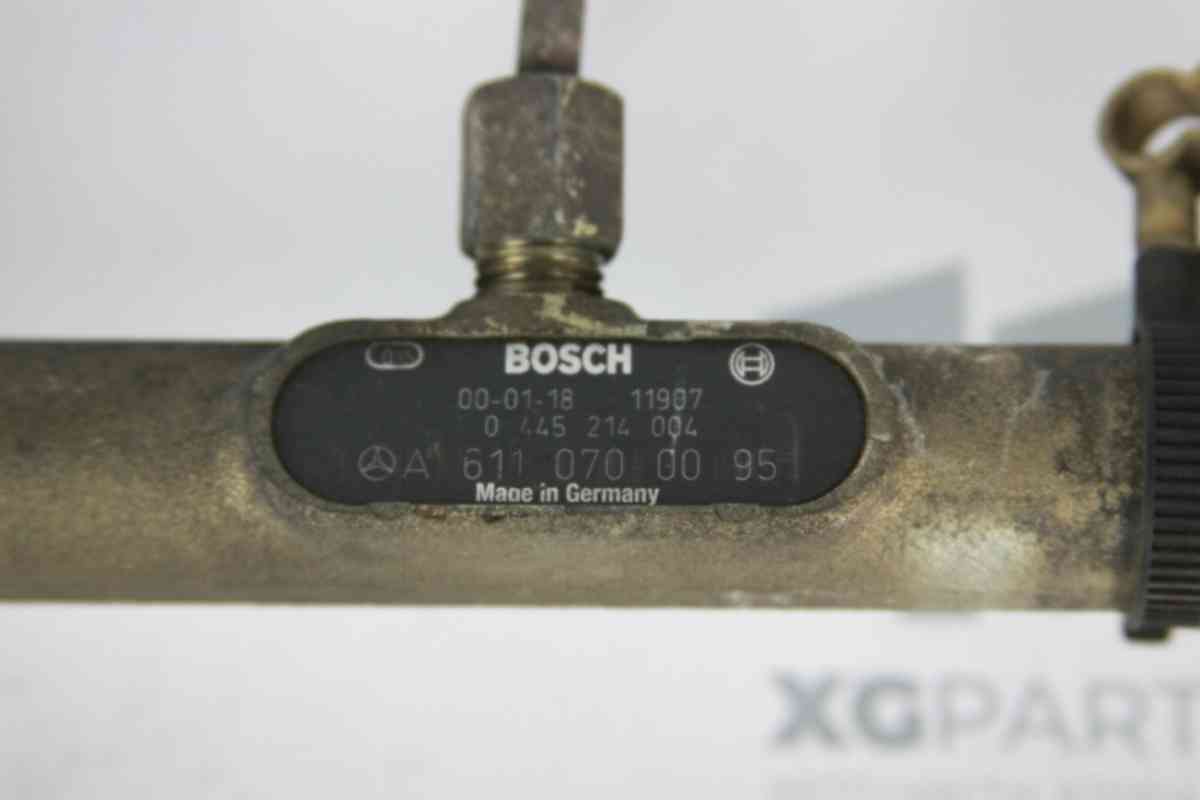 BOSCH
00-01-18 11907
0 445 214 004
A 611 070 00 95
Made in Germany
XGPART